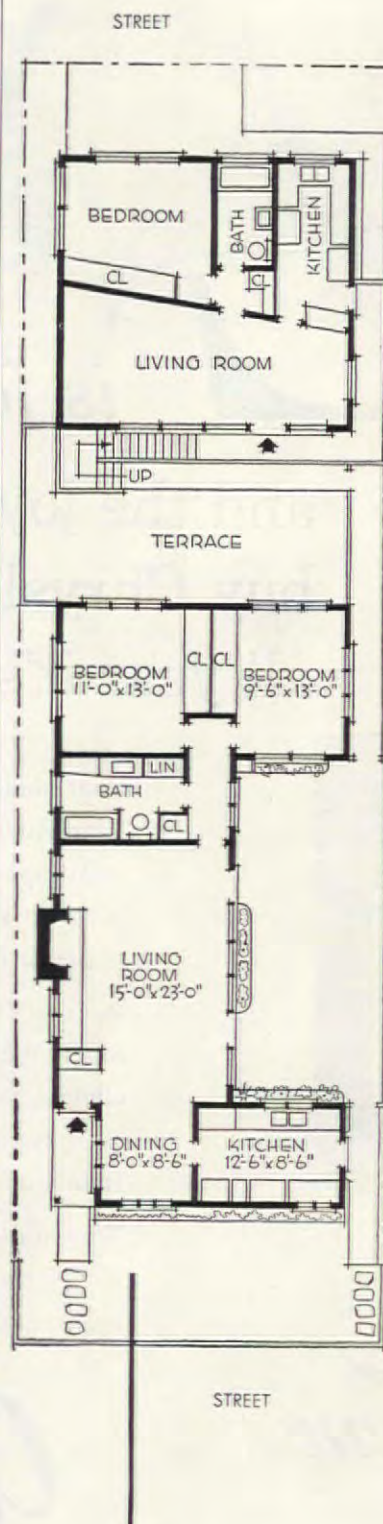 STREET
BEDROOM
BATH
KITCHEN
CL
CL
LIVING ROOM
UP
TERRACE
BEDROOM
11'-0"x13'-0"
CL
CL
BEDROOM
9'-6"x13'-0"
LIN
BATH
CL
LIVING
ROOM
15'-0"x23'-0"
CL
DINING
8'-0"x8'-6"
KITCHEN
12'-6"x8'-6"
STREET